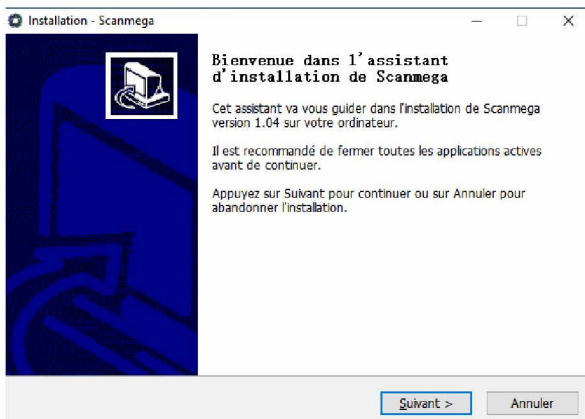 Installation - Scanmega
Bienvenue dans l'assistant
d'installation de Scanmega
Cet assistant va vous guider dans l'installation de Scanmega
version 1.04 sur votre ordinateur.
Il est recommandé de fermer toutes les applications actives
avant de continuer.
Appuyez sur Suivant pour continuer ou sur Annuler pour
abandonner l'installation.
Suivant >
Annuler